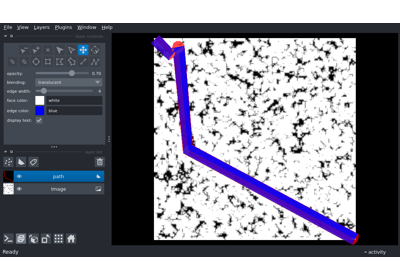 File View Layers Plugins Window Help
opacity: 0.70
blending: translucent
edge width:
face color: white
edge color: blue
display text:
path
Image
Ready
activity